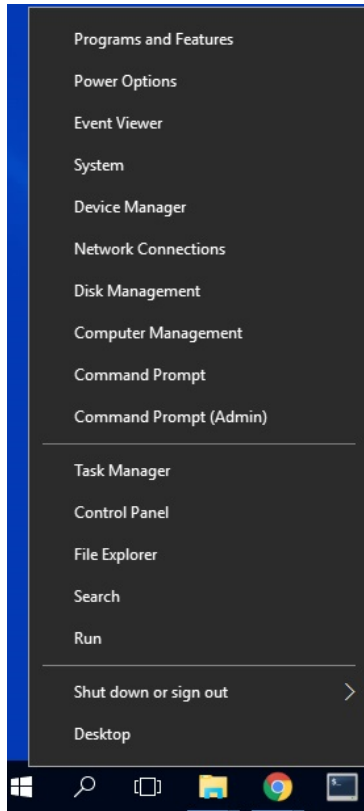 Programs and Features
Power Options
Event Viewer
System
Device Manager
Network Connections
Disk Management
Computer Management
Command Prompt
Command Prompt (Admin)
Task Manager
Control Panel
File Explorer
Search
Run
Shut down or sign out
Desktop